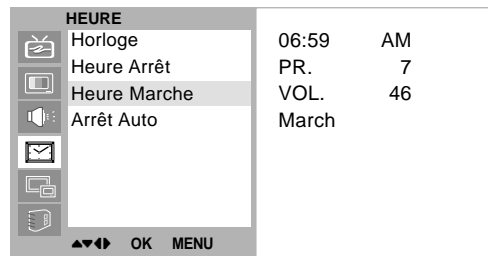 HEURE
Horloge
Heure Arrêt
Heure Marche
Arrêt Auto
06:59 AM
PR. 7
VOL. 46
March
▲▼◀▶ OK MENU